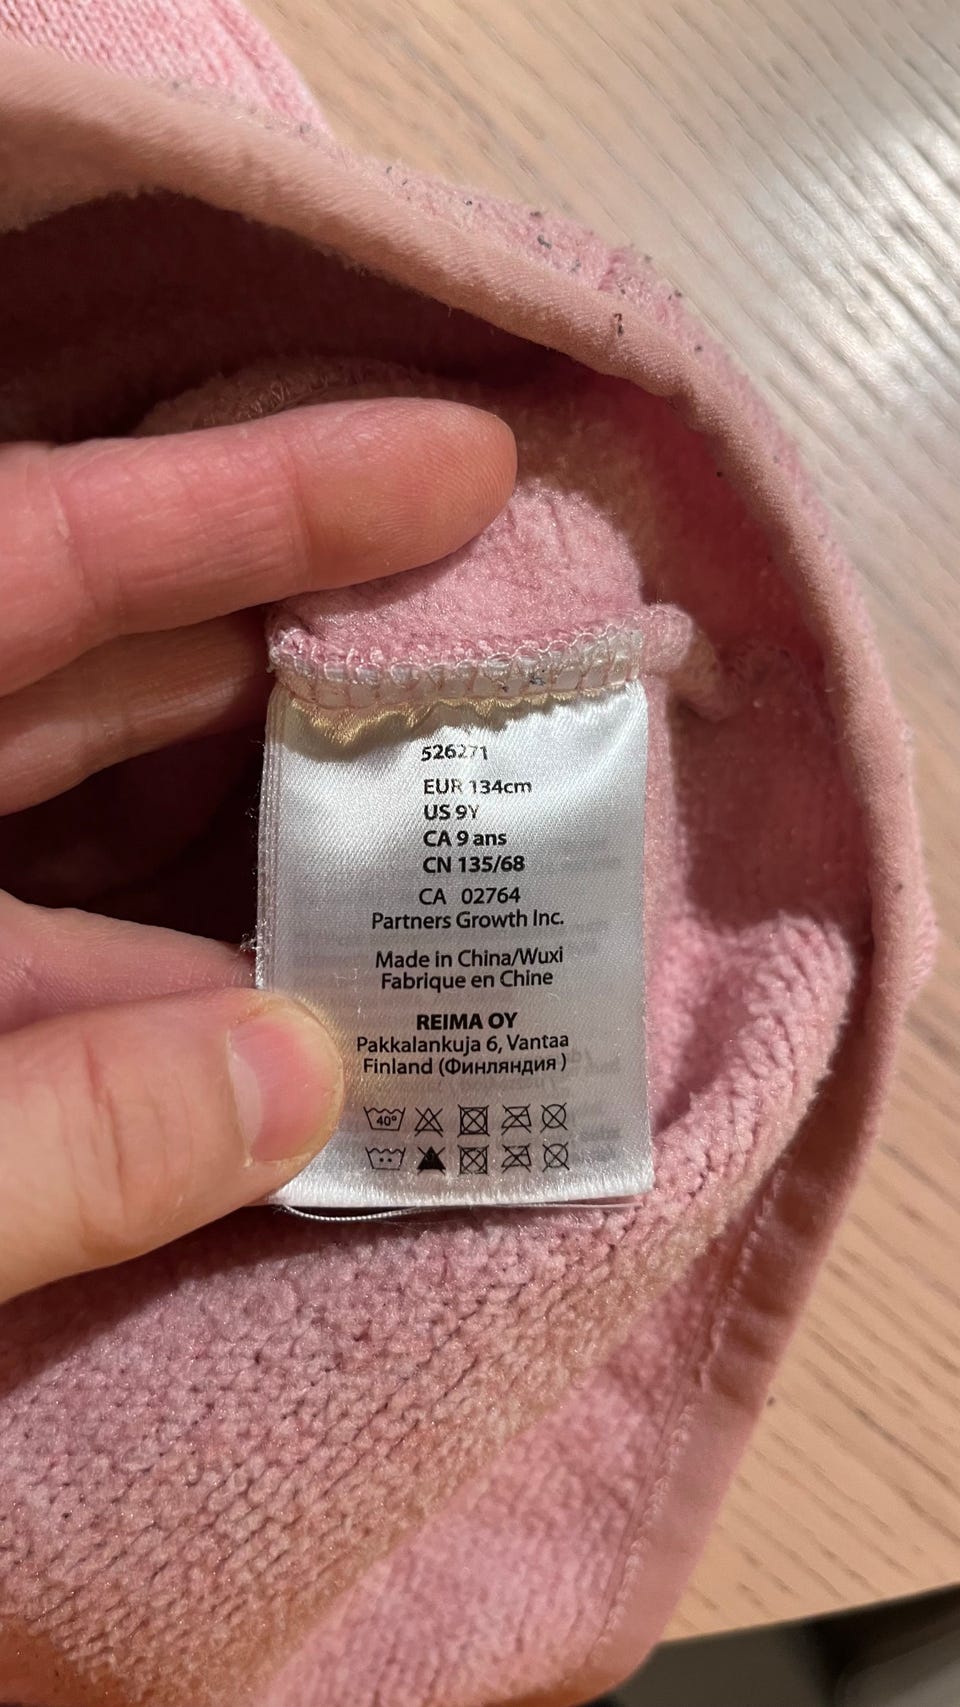 526271
EUR 134cm
US 9Y
CA 9 ans
CN 135/68
CA 02764
Partners Growth Inc.
Made in China/Wuxi
Fabrique en Chine
REIMA OY
Pakkalankuja 6, Vantaa
Finland (Финляндия)
40°